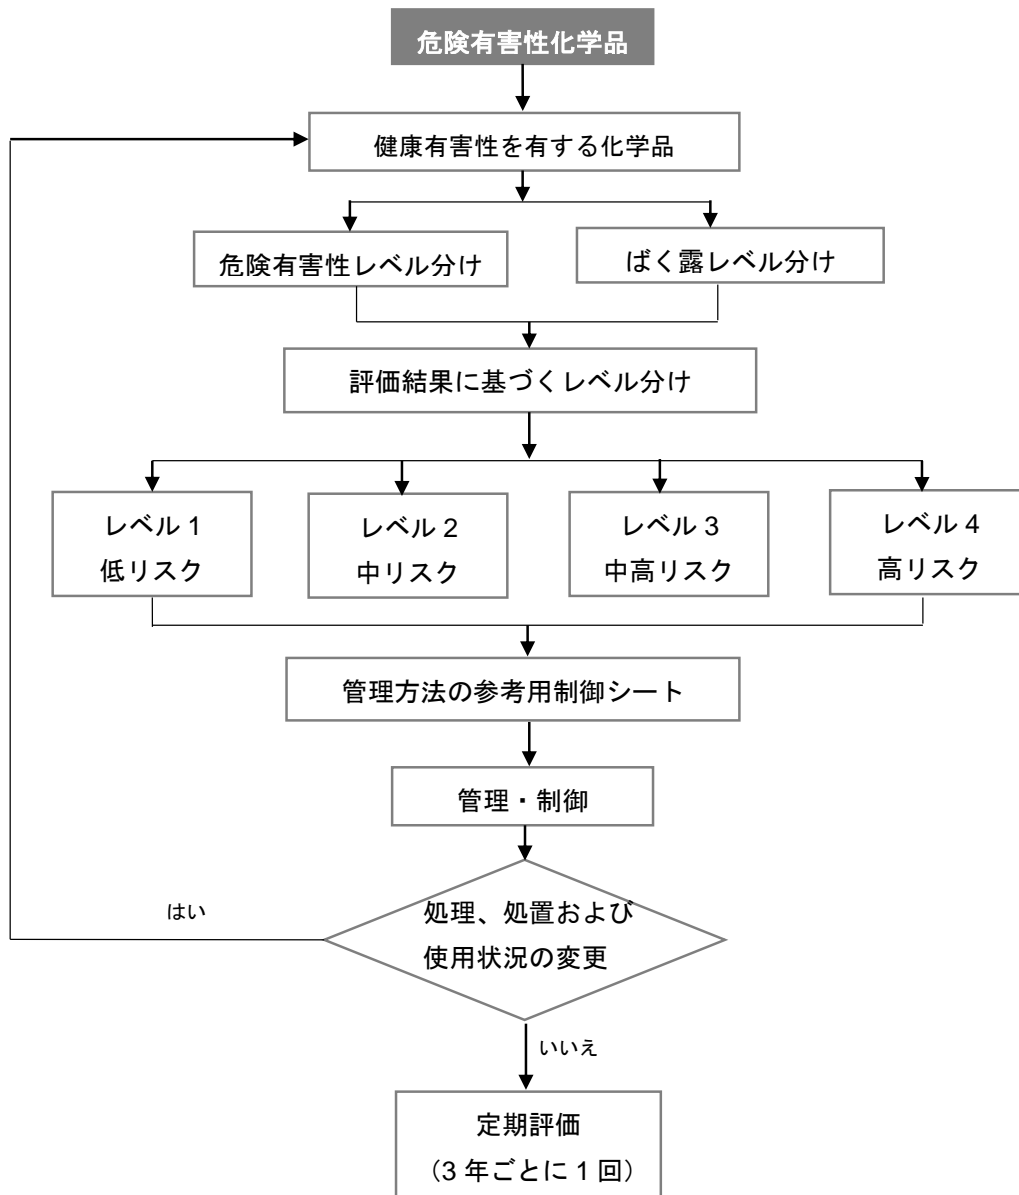 危険有害性化学品
健康有害性を有する化学品
危険有害性レベル分け
ばく露レベル分け
評価結果に基づくレベル分け
レベル 1
低リスク
レベル 2
中リスク
レベル 3
中高リスク
レベル 4
高リスク
管理方法の参考用制御シート
管理・制御
はい
処理、処置および
使用状況の変更
いいえ
定期評価
（3 年ごとに 1 回）